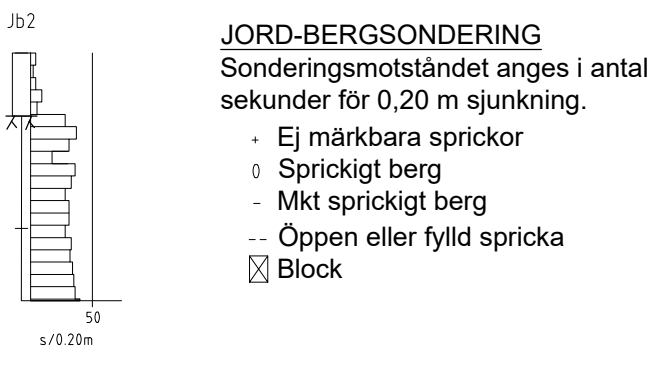 Jb2
50
s/0.20m
JORD-BERGSONDERING
Sonderingsmotståndet anges i antal
sekunder för 0,20 m sjunkning.
+ Ej märkbara sprickor
0 Sprickigt berg
- Mkt sprickigt berg
-- Öppen eller fylld spricka
Block